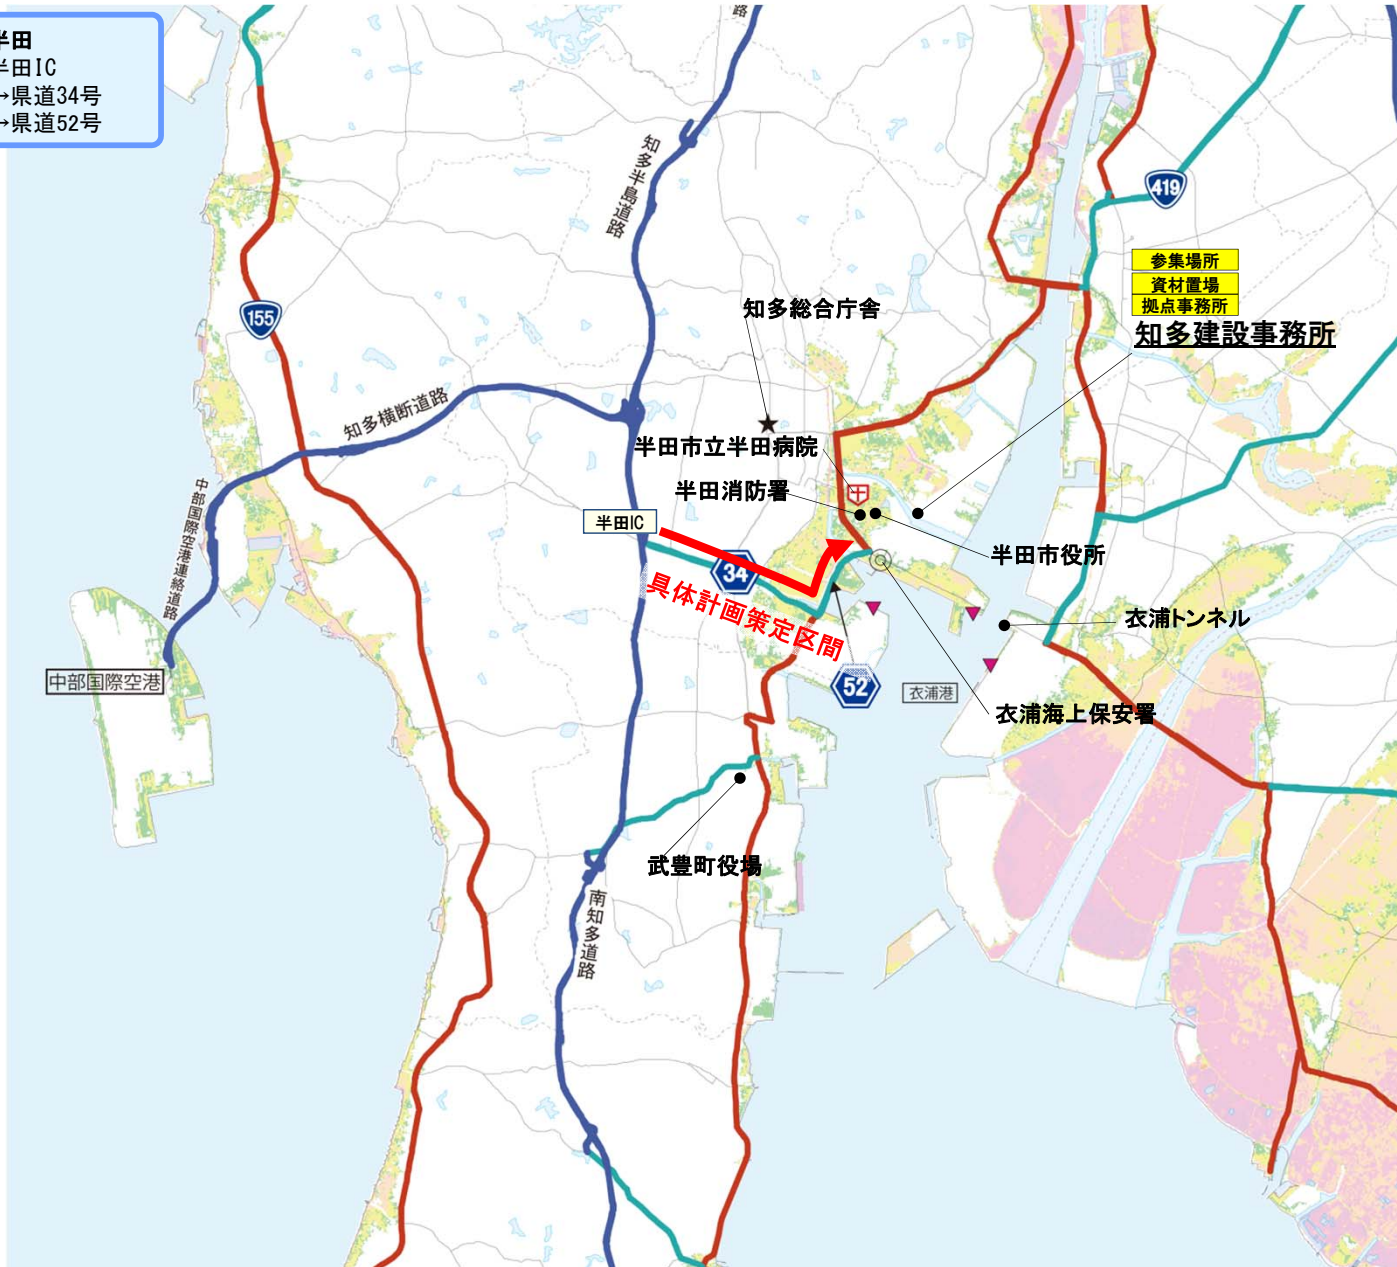 半田
半田IC
→県道34号
→県道52号
路
知多半島道路
419
参集場所
資材置場
拠点事務所
知多建設事務所
知多総合庁舎
155
知多横断道路
半田市立半田病院
半田消防署
中部国際空港連絡道路
半田IC
34
具体計画策定区間
半田市役所
衣浦トンネル
中部国際空港
52
衣浦港
衣浦海上保安署
武豊町役場
南知多道路